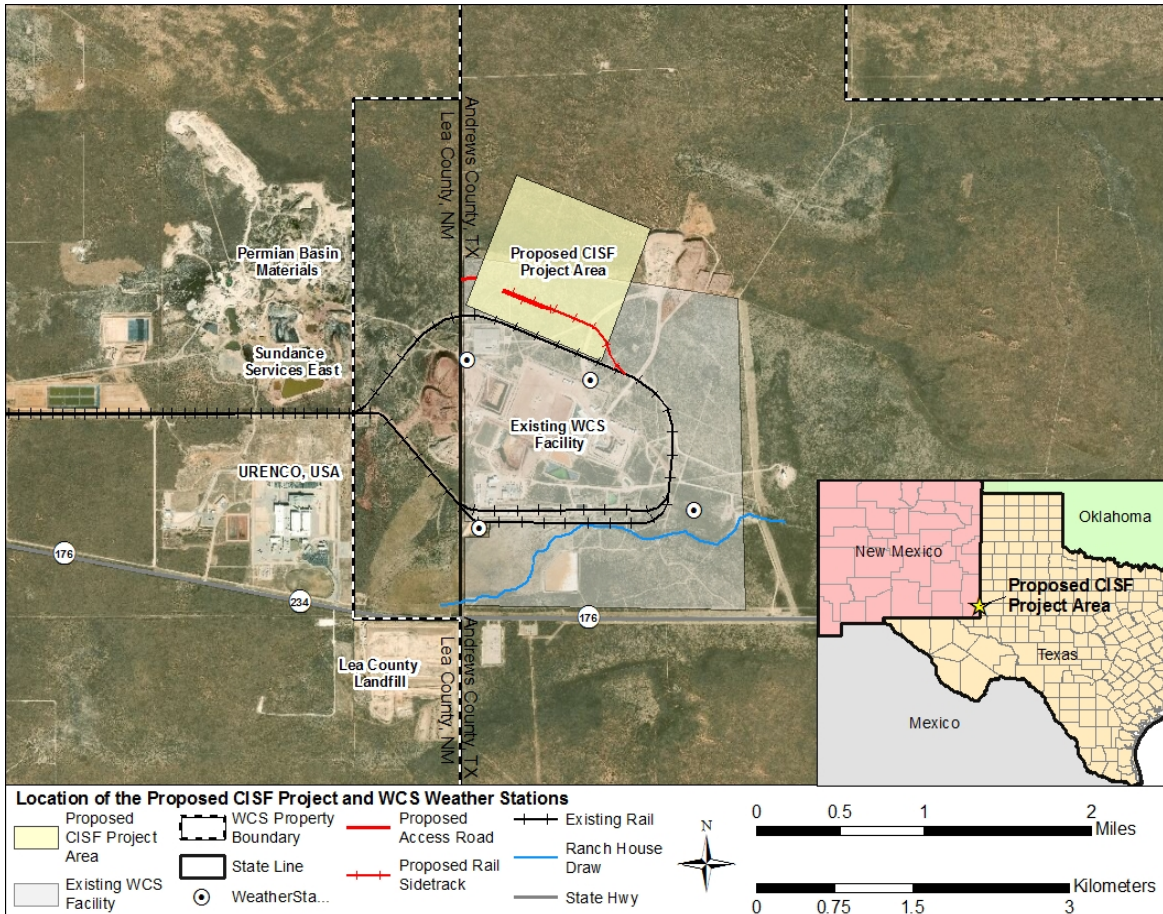 Andrews County, TX
Lea County, NM
Permian Basin
Materials
Proposed CISF
Project Area
Sundance
Services East
Existing WCS
Facility
URENCO, USA
176
234
176
Lea County
Landfill
Andrews County, TX
Lea County, NM
Oklahoma
New Mexico
Proposed CISF
Project Area
Texas
Mexico
Location of the Proposed CISF Project and WCS Weather Stations
Proposed
CISF Project
Area
Existing WCS
Facility
WCS Property
Boundary
State Line
WeatherSta...
Proposed
Access Road
Proposed Rail
Sidetrack
Existing Rail
Ranch House
Draw
State Hwy
N
0 0.5 1 2
Miles
Kilometers
0 0.75 1.5 3